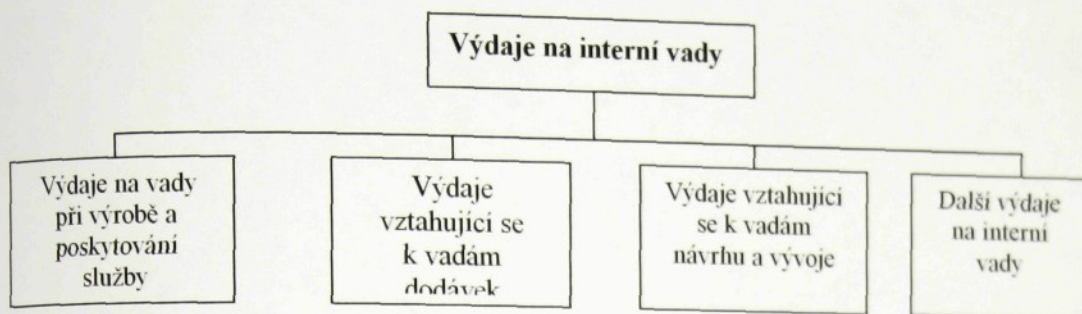 Výdaje na interní vady
Výdaje na vady
při výrobě a
poskytování
služby
Výdaje
vztahující se
k vadám
dodávek
Výdaje vztahující
se k vadám
návrhu a vývoje
Další výdaje
na interní
vady